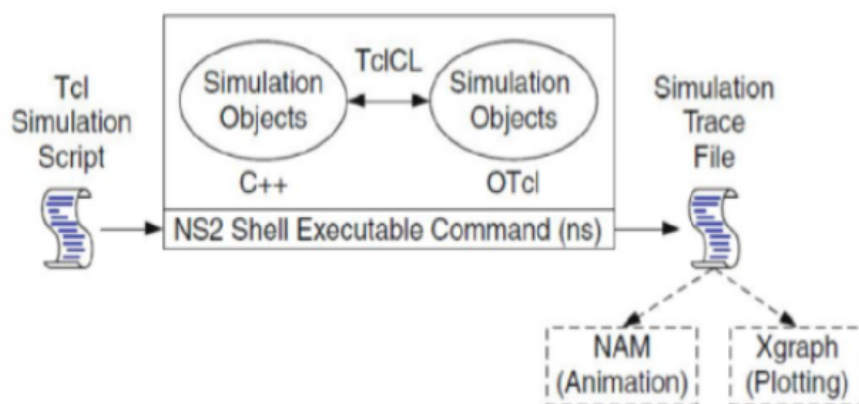 Tcl
Simulation
Script
Simulation
Objects
TclCL
Simulation
Objects
C++
OTcl
NS2 Shell Executable Command (ns)
Simulation
Trace
File
NAM
(Animation)
Xgraph
(Plotting)